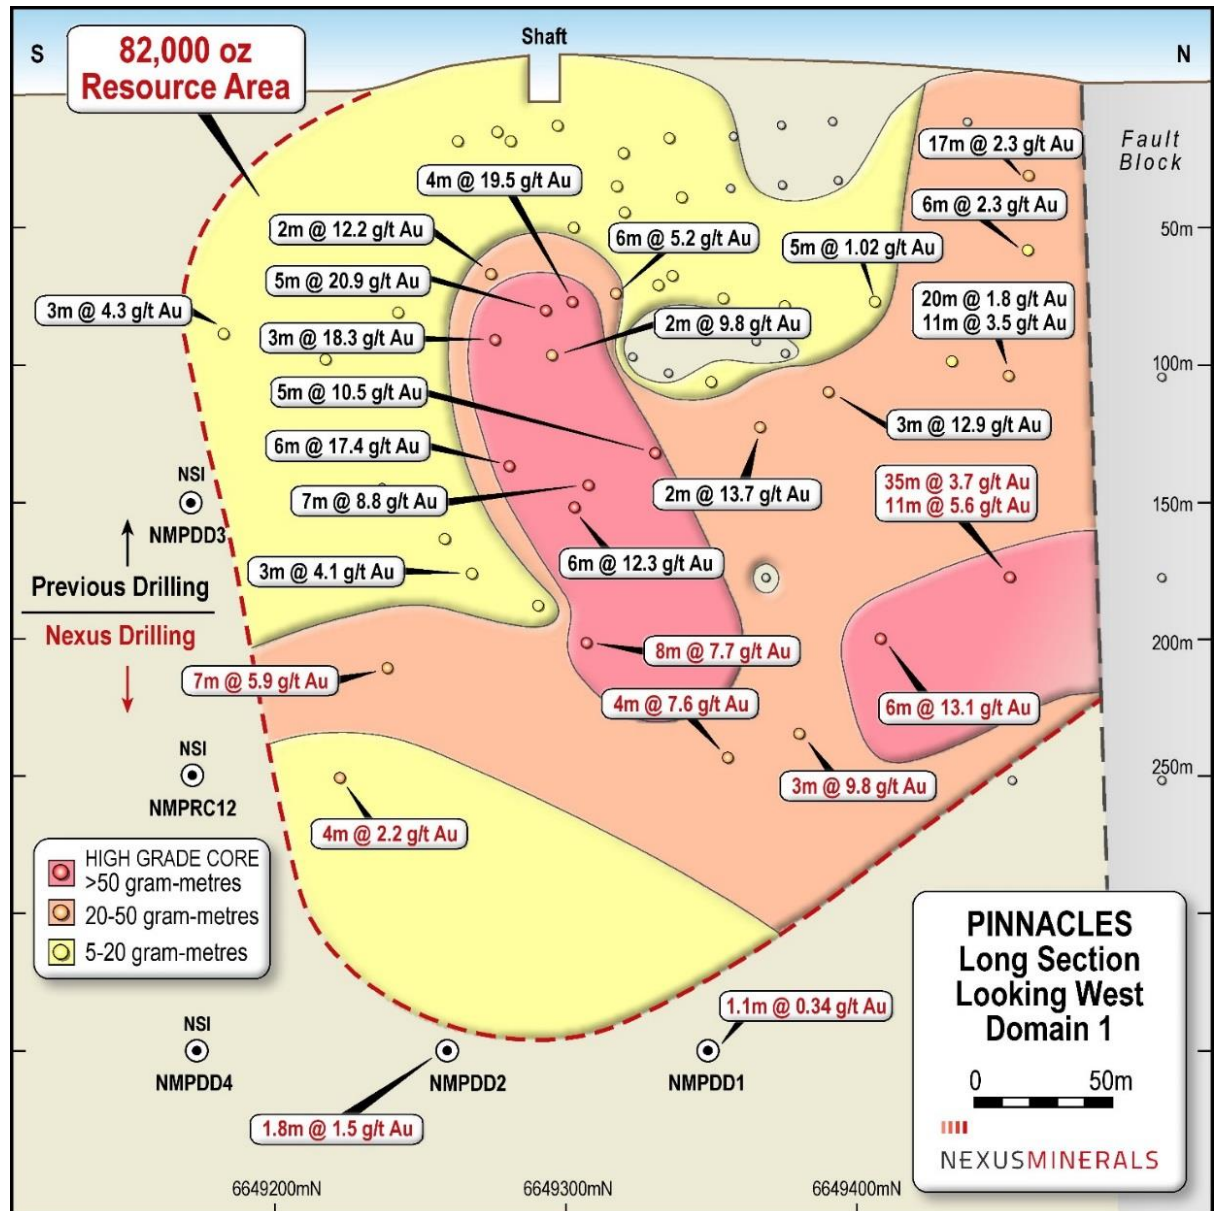 S
82,000 oz
Resource Area
Shaft
N
Fault
Block
17m @ 2.3 g/t Au
4m @ 19.5 g/t Au
6m @ 2.3 g/t Au
2m @ 12.2 g/t Au
6m @ 5.2 g/t Au
5m @ 1.02 g/t Au
50m
5m @ 20.9 g/t Au
20m @ 1.8 g/t Au
11m @ 3.5 g/t Au
3m @ 4.3 g/t Au
3m @ 18.3 g/t Au
2m @ 9.8 g/t Au
100m
5m @ 10.5 g/t Au
3m @ 12.9 g/t Au
6m @ 17.4 g/t Au
NSI
NMPDD3
7m @ 8.8 g/t Au
2m @ 13.7 g/t Au
35m @ 3.7 g/t Au
11m @ 5.6 g/t Au
150m
3m @ 4.1 g/t Au
6m @ 12.3 g/t Au
Previous Drilling
Nexus Drilling
8m @ 7.7 g/t Au
200m
7m @ 5.9 g/t Au
4m @ 7.6 g/t Au
6m @ 13.1 g/t Au
NSI
NMPRC12
3m @ 9.8 g/t Au
250m
4m @ 2.2 g/t Au
HIGH GRADE CORE
>50 gram-metres
20-50 gram-metres
5-20 gram-metres
PINNACLES
Long Section
Looking West
Domain 1
0 50m
NEXUSMINERALS
1.1m @ 0.34 g/t Au
NSI
NMPDD4
NMPDD2
NMPDD1
1.8m @ 1.5 g/t Au
6649200mN
6649300mN
6649400mN